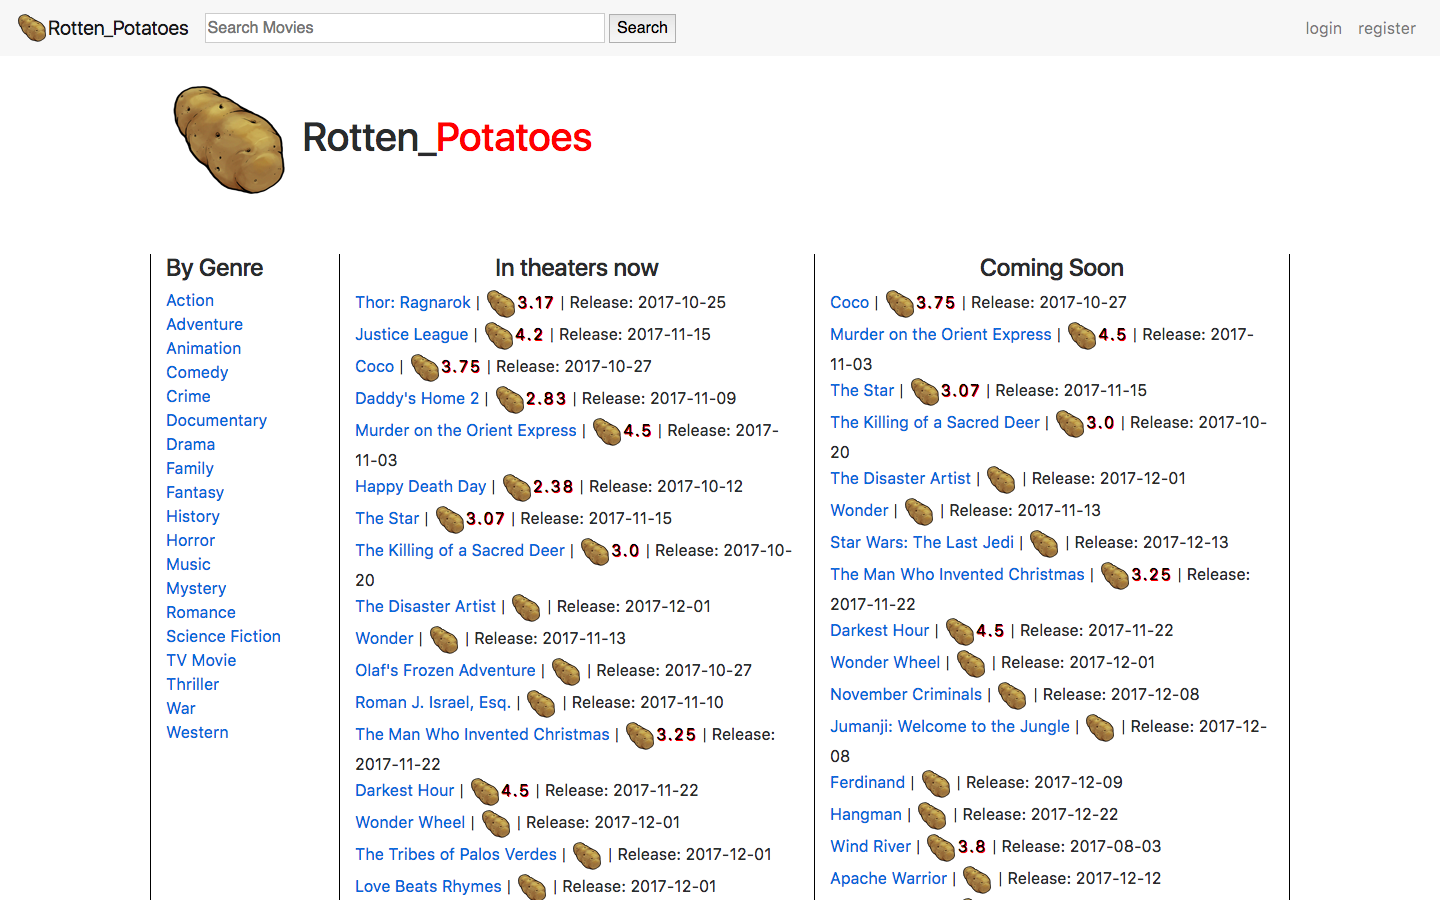 Rotten_Potatoes
Search Movies
Search
login
register
Rotten_Potatoes
By Genre
Action
Adventure
Animation
Comedy
Crime
Documentary
Drama
Family
Fantasy
History
Horror
Music
Mystery
Romance
Science Fiction
TV Movie
Thriller
War
Western
In theaters now
Thor: Ragnarok | 3.17 | Release: 2017-10-25
Justice League | 4.2 | Release: 2017-11-15
Coco | 3.75 | Release: 2017-10-27
Daddy's Home 2 | 2.83 | Release: 2017-11-09
Murder on the Orient Express | 4.5 | Release: 2017-
11-03
Happy Death Day | 2.38 | Release: 2017-10-12
The Star | 3.07 | Release: 2017-11-15
The Killing of a Sacred Deer | 3.0 | Release: 2017-10-
20
The Disaster Artist | | Release: 2017-12-01
Wonder | | Release: 2017-11-13
Olaf's Frozen Adventure | | Release: 2017-10-27
Roman J. Israel, Esq. | | Release: 2017-11-10
The Man Who Invented Christmas | 3.25 | Release:
2017-11-22
Darkest Hour | 4.5 | Release: 2017-11-22
Wonder Wheel | | Release: 2017-12-01
The Tribes of Palos Verdes | | Release: 2017-12-01
Love Beats Rhymes | | Release: 2017-12-01
Coming Soon
Coco | 3.75 | Release: 2017-10-27
Murder on the Orient Express | 4.5 | Release: 2017-
11-03
The Star | 3.07 | Release: 2017-11-15
The Killing of a Sacred Deer | 3.0 | Release: 2017-10-
20
The Disaster Artist | | Release: 2017-12-01
Wonder | | Release: 2017-11-13
Star Wars: The Last Jedi | | Release: 2017-12-13
The Man Who Invented Christmas | 3.25 | Release:
2017-11-22
Darkest Hour | 4.5 | Release: 2017-11-22
Wonder Wheel | | Release: 2017-12-01
November Criminals | | Release: 2017-12-08
Jumanji: Welcome to the Jungle | | Release: 2017-12-
08
Ferdinand | | Release: 2017-12-09
Hangman | | Release: 2017-12-22
Wind River | 3.8 | Release: 2017-08-03
Apache Warrior | | Release: 2017-12-12